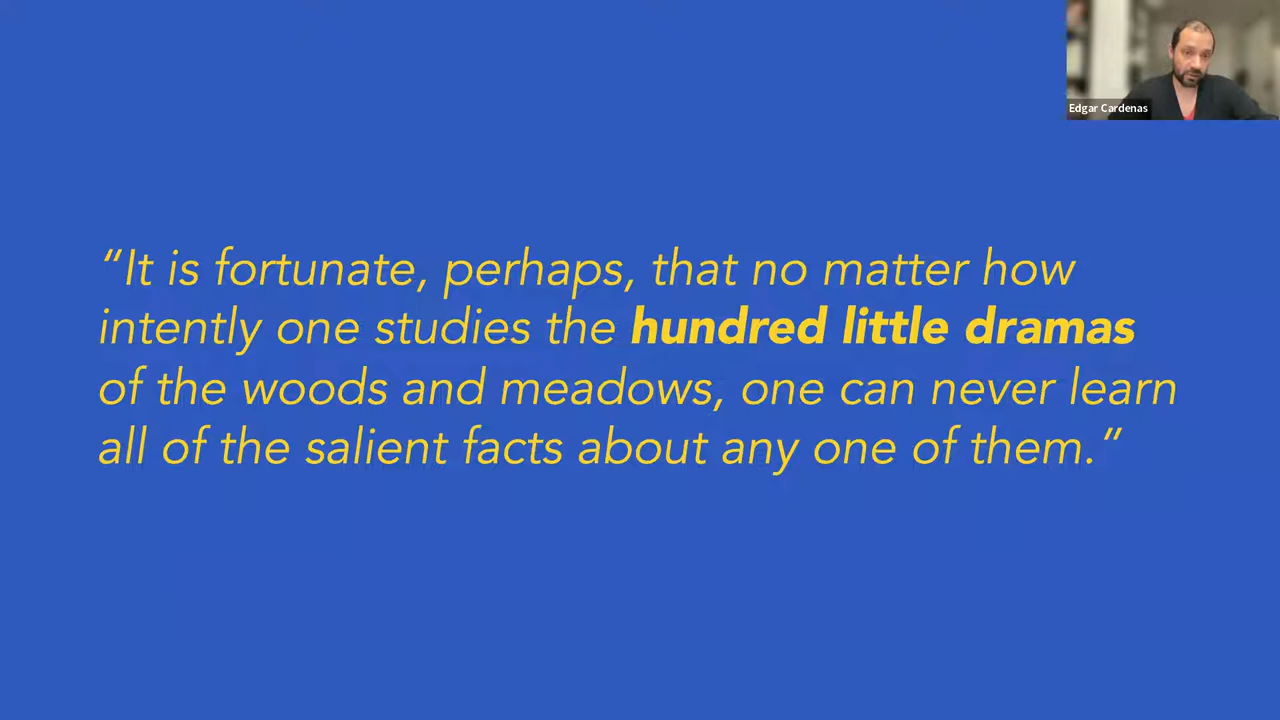 Edgar Cardenas
“It is fortunate, perhaps, that no matter how
intently one studies the hundred little dramas
of the woods and meadows, one can never learn
all of the salient facts about any one of them.”